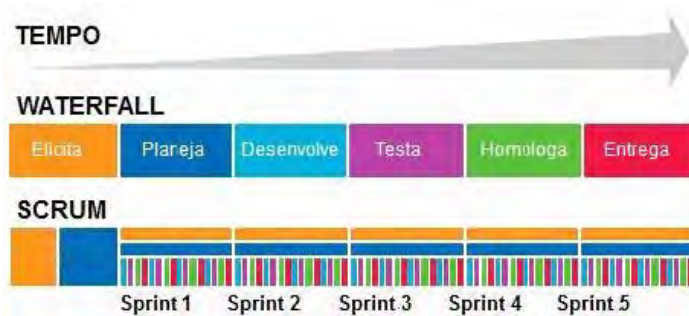 TEMPO
WATERFALL
Elicita Planeja Desenvolve Testa Homologa Entrega
SCRUM
Sprint 1 Sprint 2 Sprint 3 Sprint 4 Sprint 5